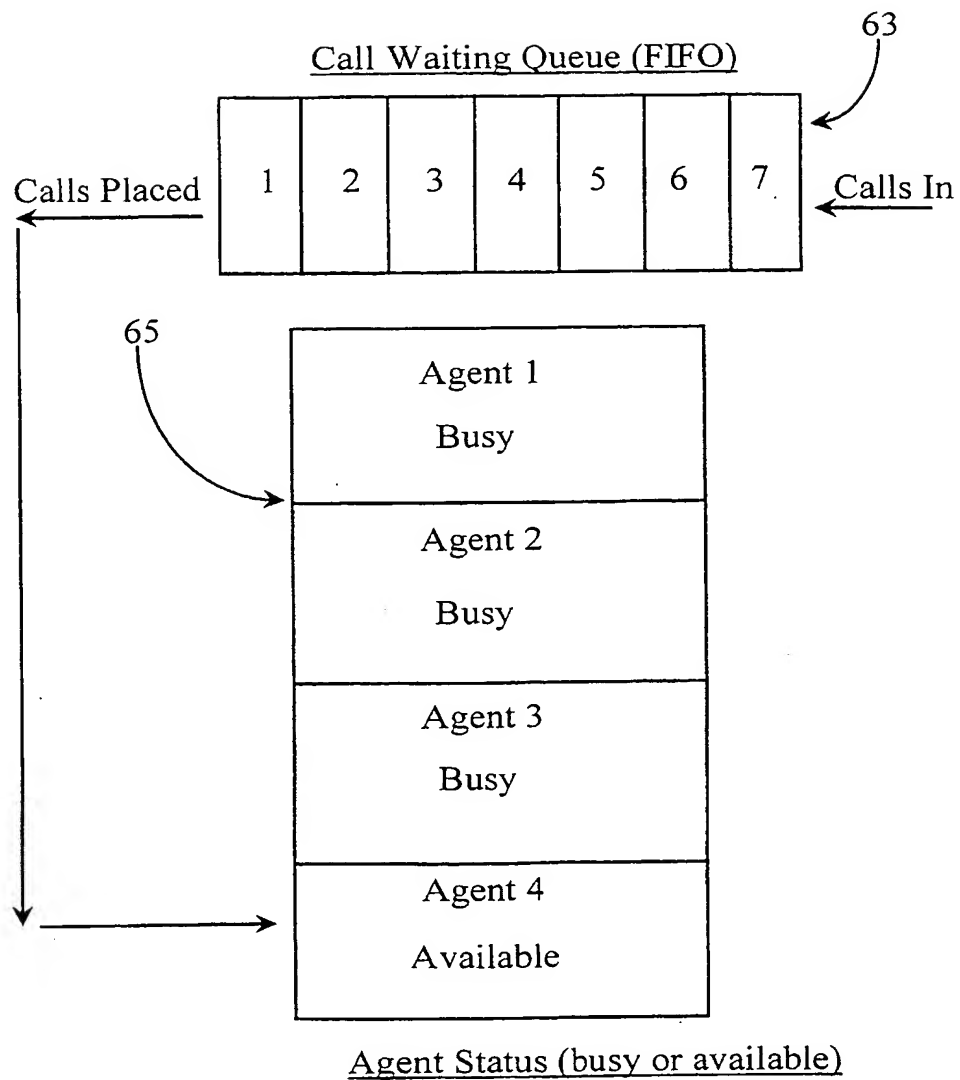 63
Call Waiting Queue (FIFO)
Calls Placed 1 2 3 4 5 6 7 Calls In
65
Agent 1
Busy
Agent 2
Busy
Agent 3
Busy
Agent 4
Available
Agent Status (busy or available)